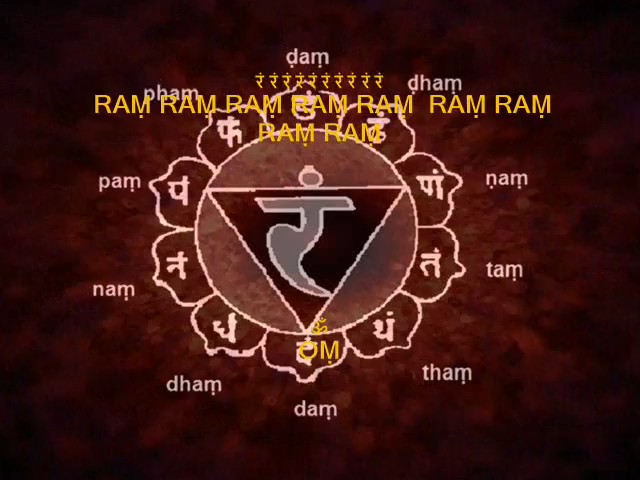 ḍaṃ
रं रं रं रं रं रं रं रं रं रं
phaṃ
ḍhaṃ
RAṂ RAṂ RAṂ RAṂ RAṂ RAṂ RAṂ
RAṂ RAṂ
डं
फं
ढं
paṃ
पं
रं
णं
ṇaṃ
naṃ
नं
तं
taṃ
धं
ॐ
OṂ
थं
दं
dhaṃ
thaṃ
daṃ